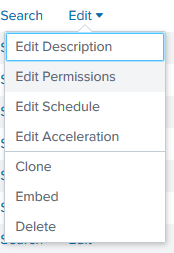 Search Edit
Edit Description
Edit Permissions
Edit Schedule
Edit Acceleration
Clone
Embed
Delete